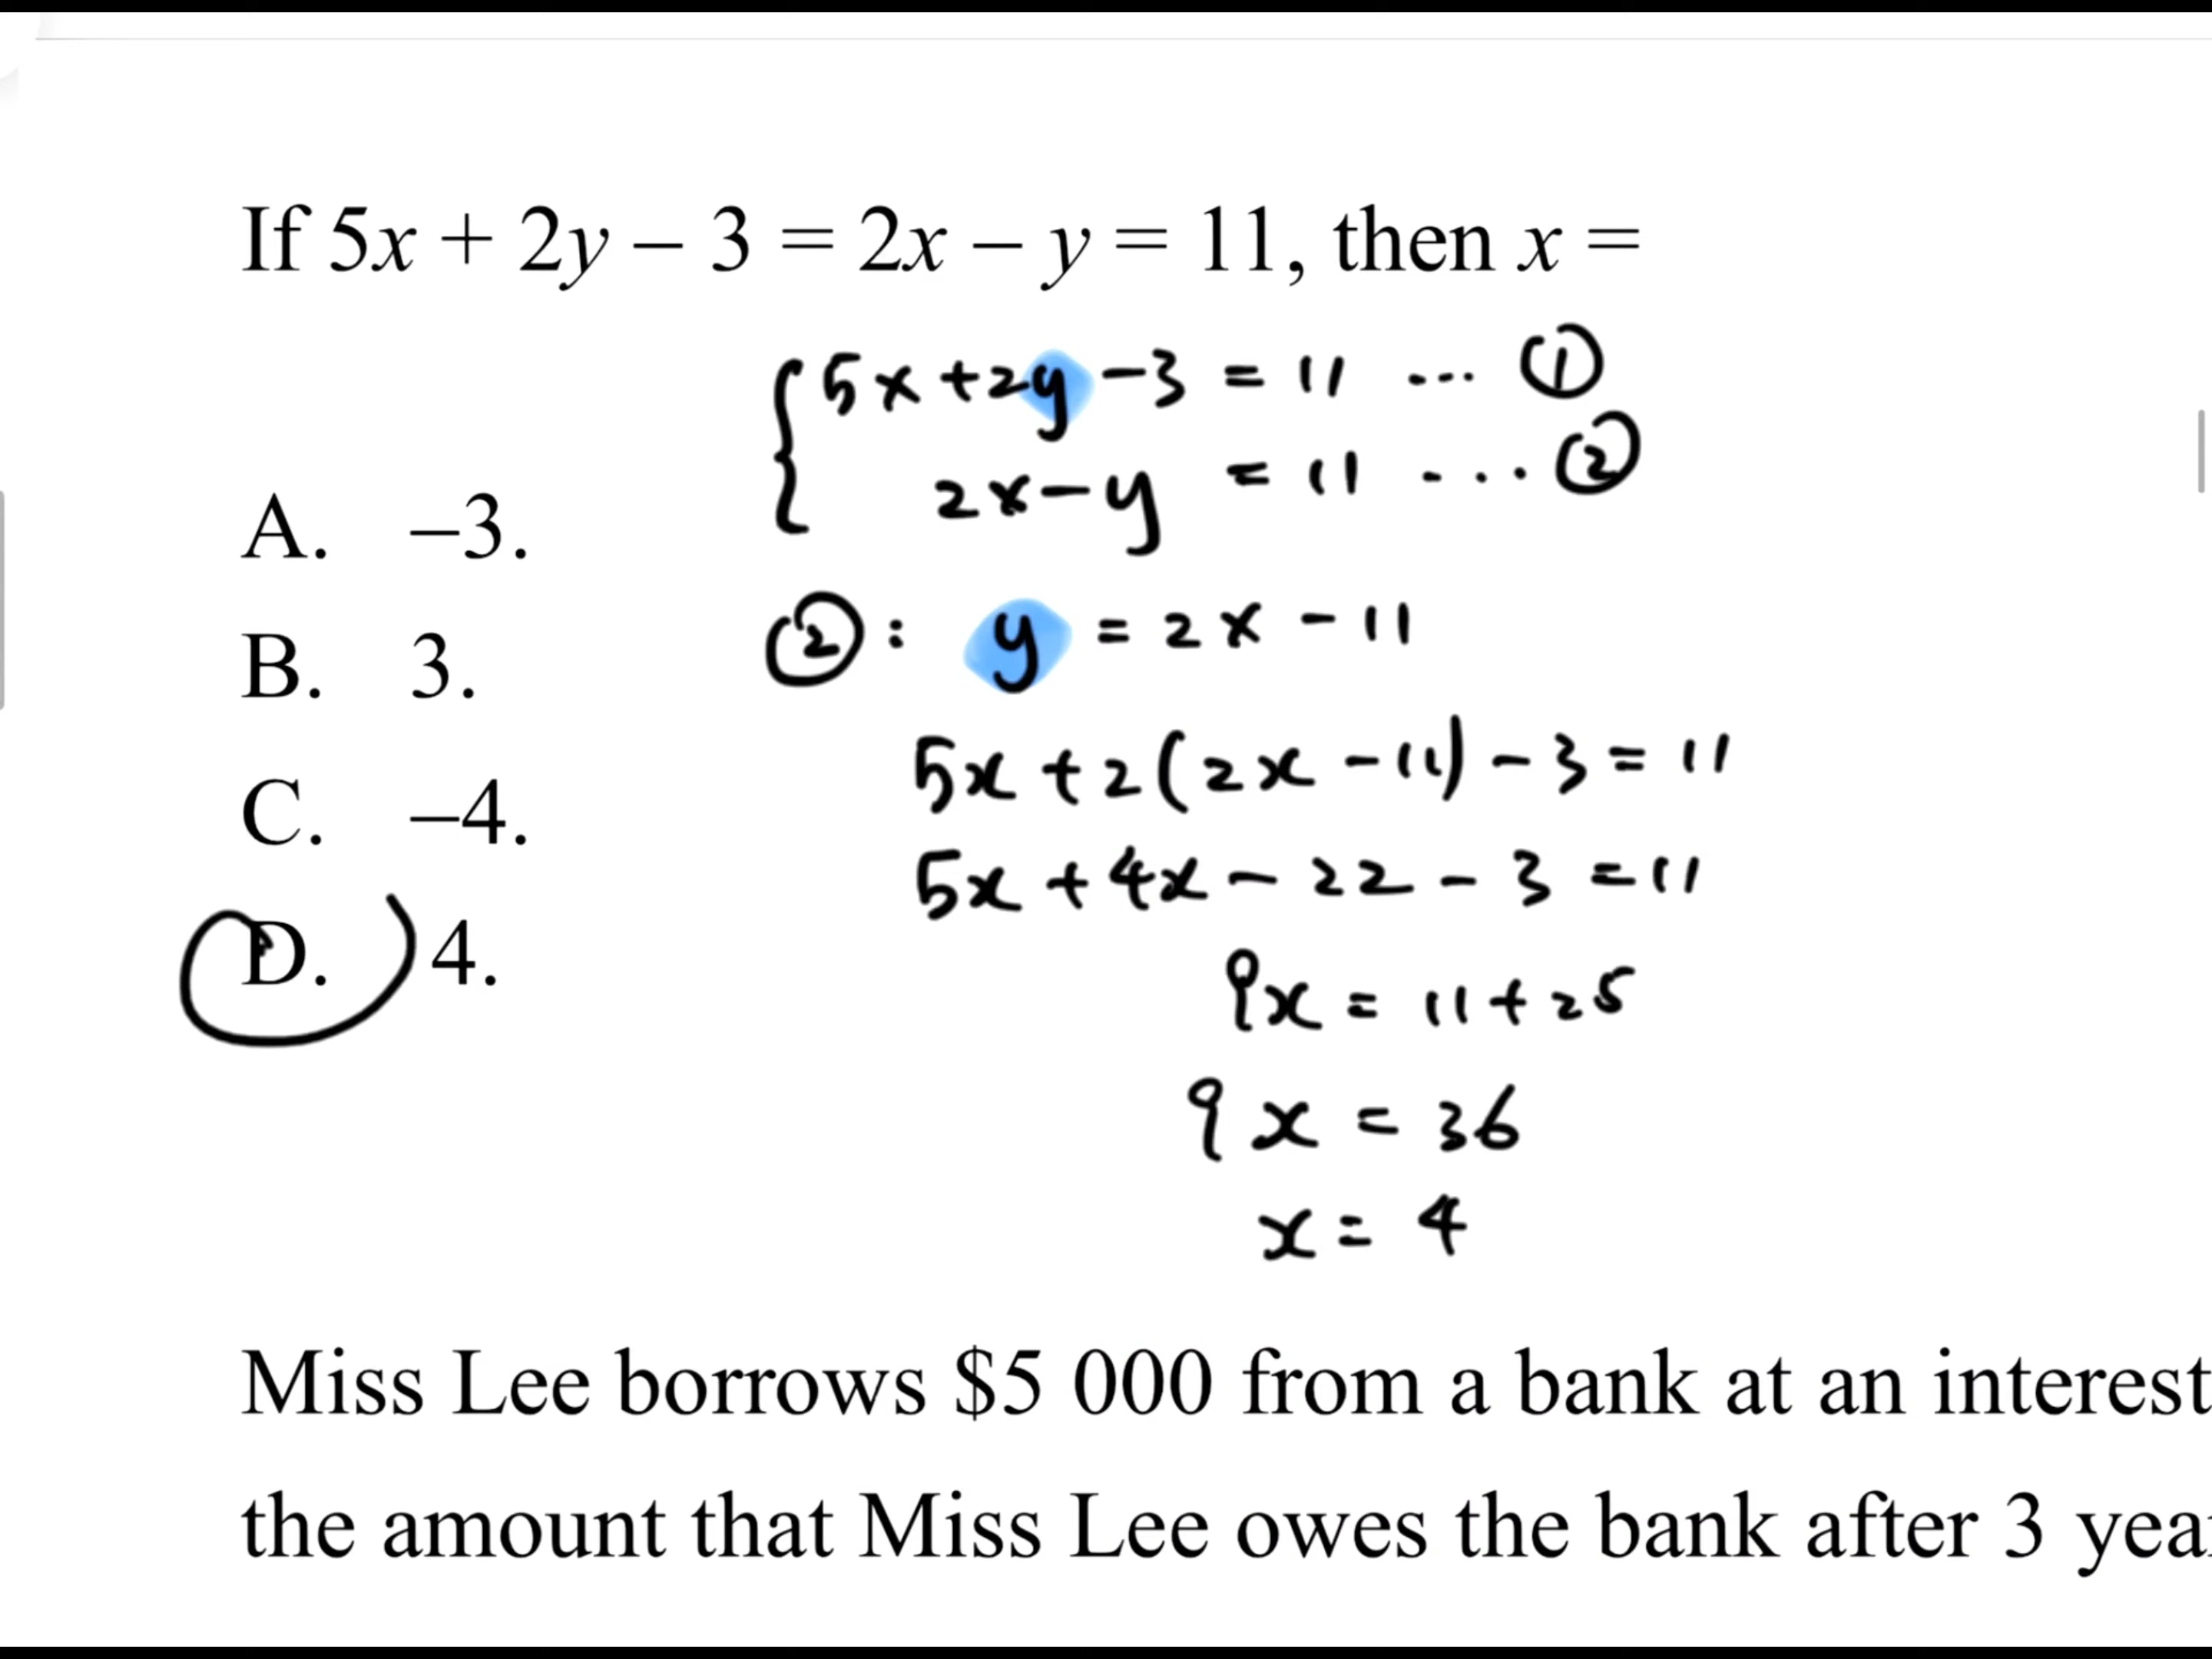 If 5x + 2y – 3 = 2x – y = 11, then x =
5x + 2y - 3 = 11 ... ①
2x - y = 11 ... ②
A. –3.
② : y = 2x - 11
B. 3.
5x + 2(2x - 11) - 3 = 11
C. –4.
5x + 4x - 22 - 3 = 11
D. 4.
9x = 11 + 25
9x = 36
x = 4
Miss Lee borrows $5 000 from a bank at an interest
the amount that Miss Lee owes the bank after 3 yea